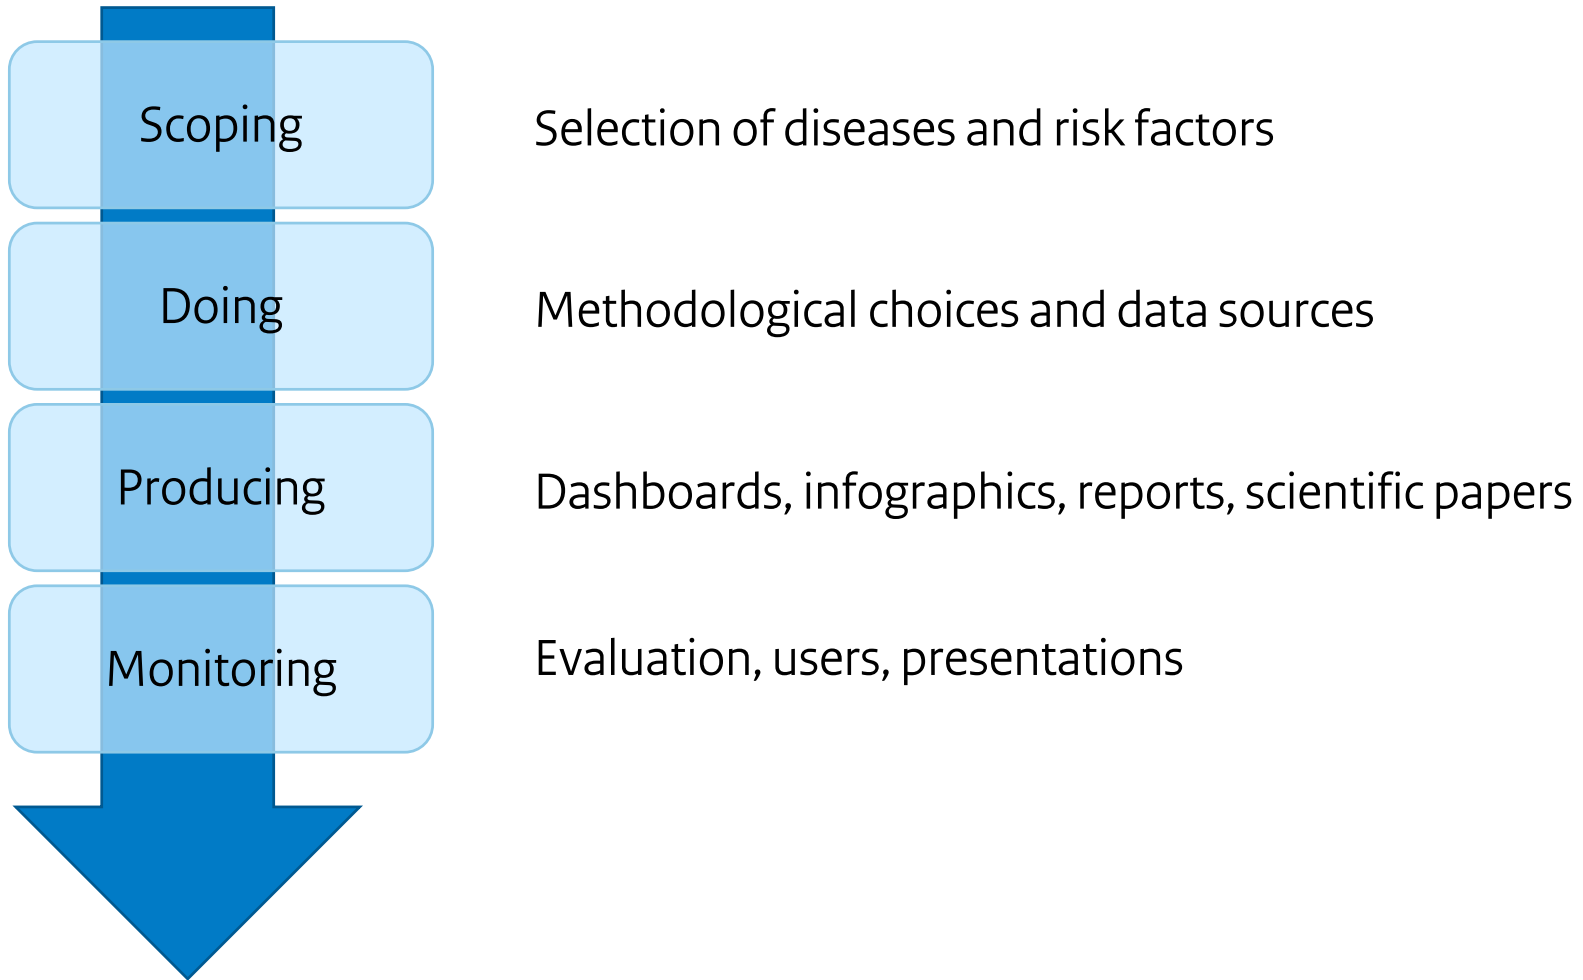 Scoping
Selection of diseases and risk factors
Doing
Methodological choices and data sources
Producing
Dashboards, infographics, reports, scientific papers
Monitoring
Evaluation, users, presentations